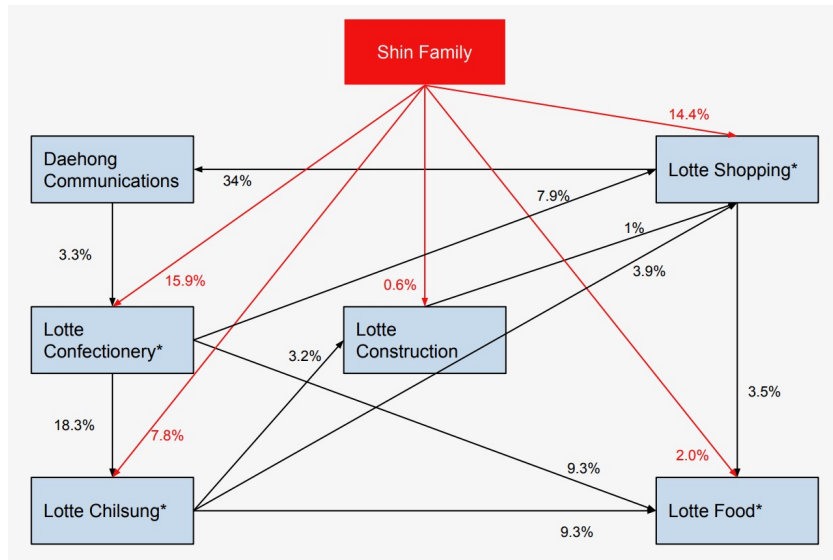 Shin Family
14.4%
Daehong
Communications
Lotte Shopping*
34%
7.9%
1%
3.3%
15.9%
0.6%
3.9%
Lotte
Confectionery*
Lotte
Construction
3.2%
3.5%
18.3%
7.8%
2.0%
9.3%
Lotte Chilsung*
Lotte Food*
9.3%